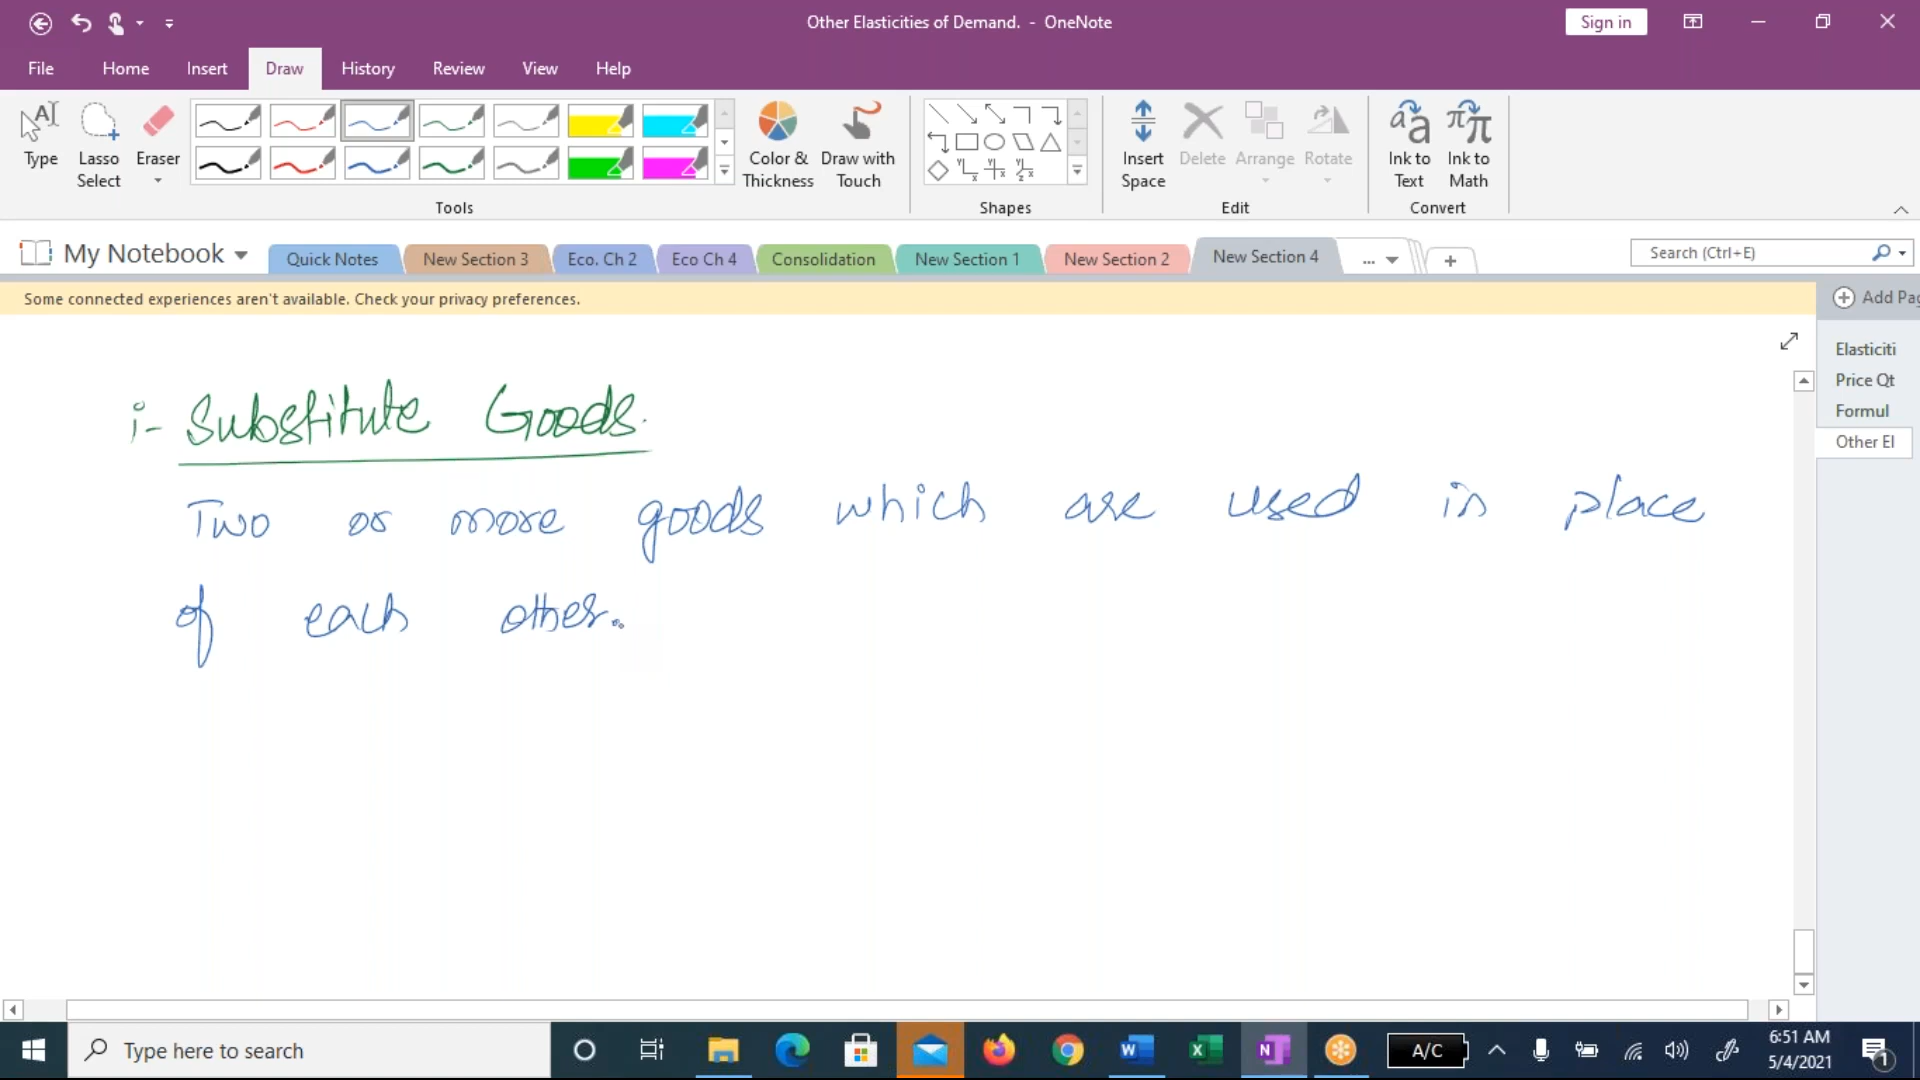 Other Elasticities of Demand. - OneNote
Sign in
File Home Insert Draw History Review View Help
Type
Lasso Select
Eraser
Color & Thickness
Draw with Touch
Insert Space
Delete
Arrange
Rotate
Ink to Text
Ink to Math
Tools Shapes Edit Convert
My Notebook
Quick Notes New Section 3 Eco. Ch 2 Eco Ch 4 Consolidation New Section 1 New Section 2 New Section 4 ...
Search (Ctrl+E)
Some connected experiences aren't available. Check your privacy preferences.
Add Pag
Elasticiti
Price Qt
Formul
Other El
i- Substitute Goods.
Two or more goods which are used in place
of each other.
Type here to search
A/C
6:51 AM
5/4/2021
1